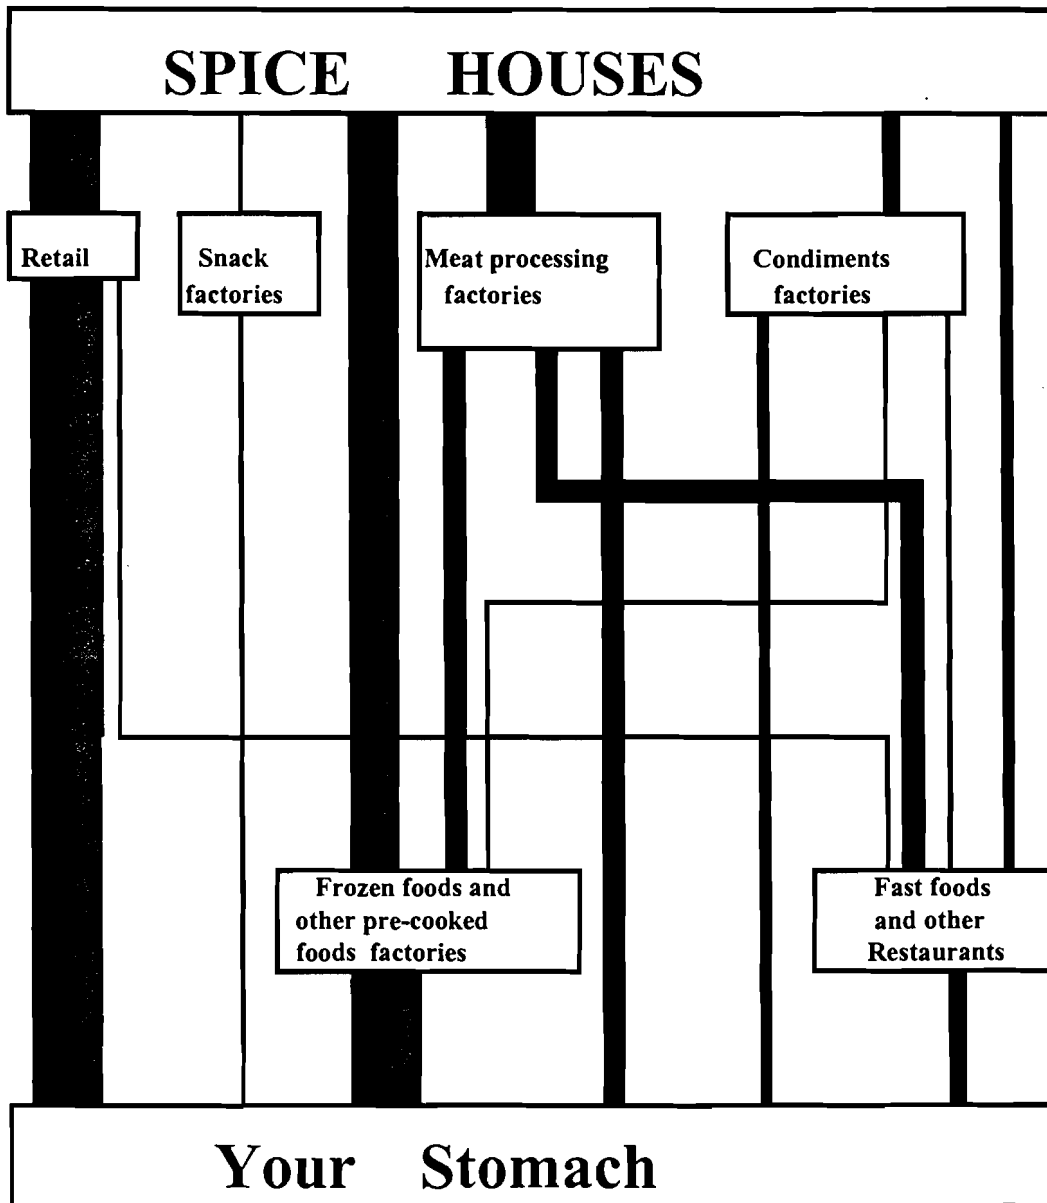 SPICE HOUSES
Retail
Snack
factories
Meat processing
factories
Condiments
factories
Frozen foods and
other pre-cooked
foods factories
Fast foods
and other
Restaurants
Your Stomach